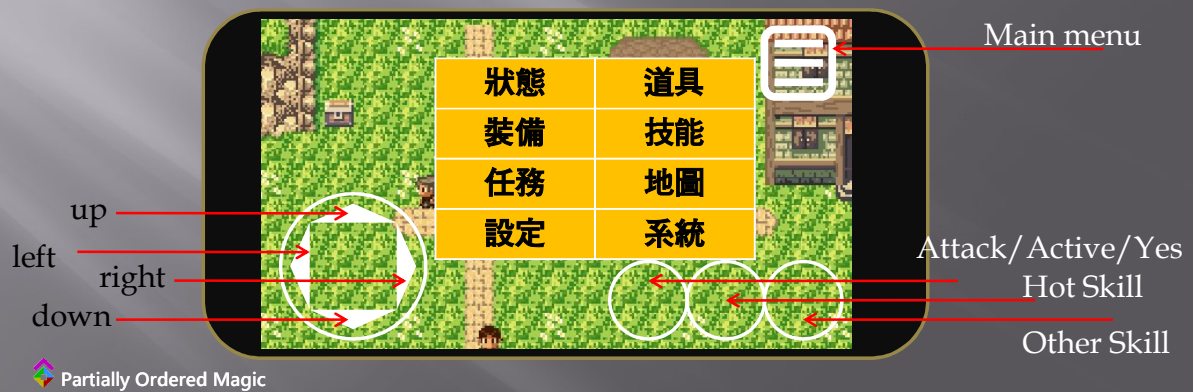 Main menu
狀態 道具
裝備 技能
任務 地圖
設定 系統
up
left
right
down
Attack/Active/Yes
Hot Skill
Other Skill
Partially Ordered Magic